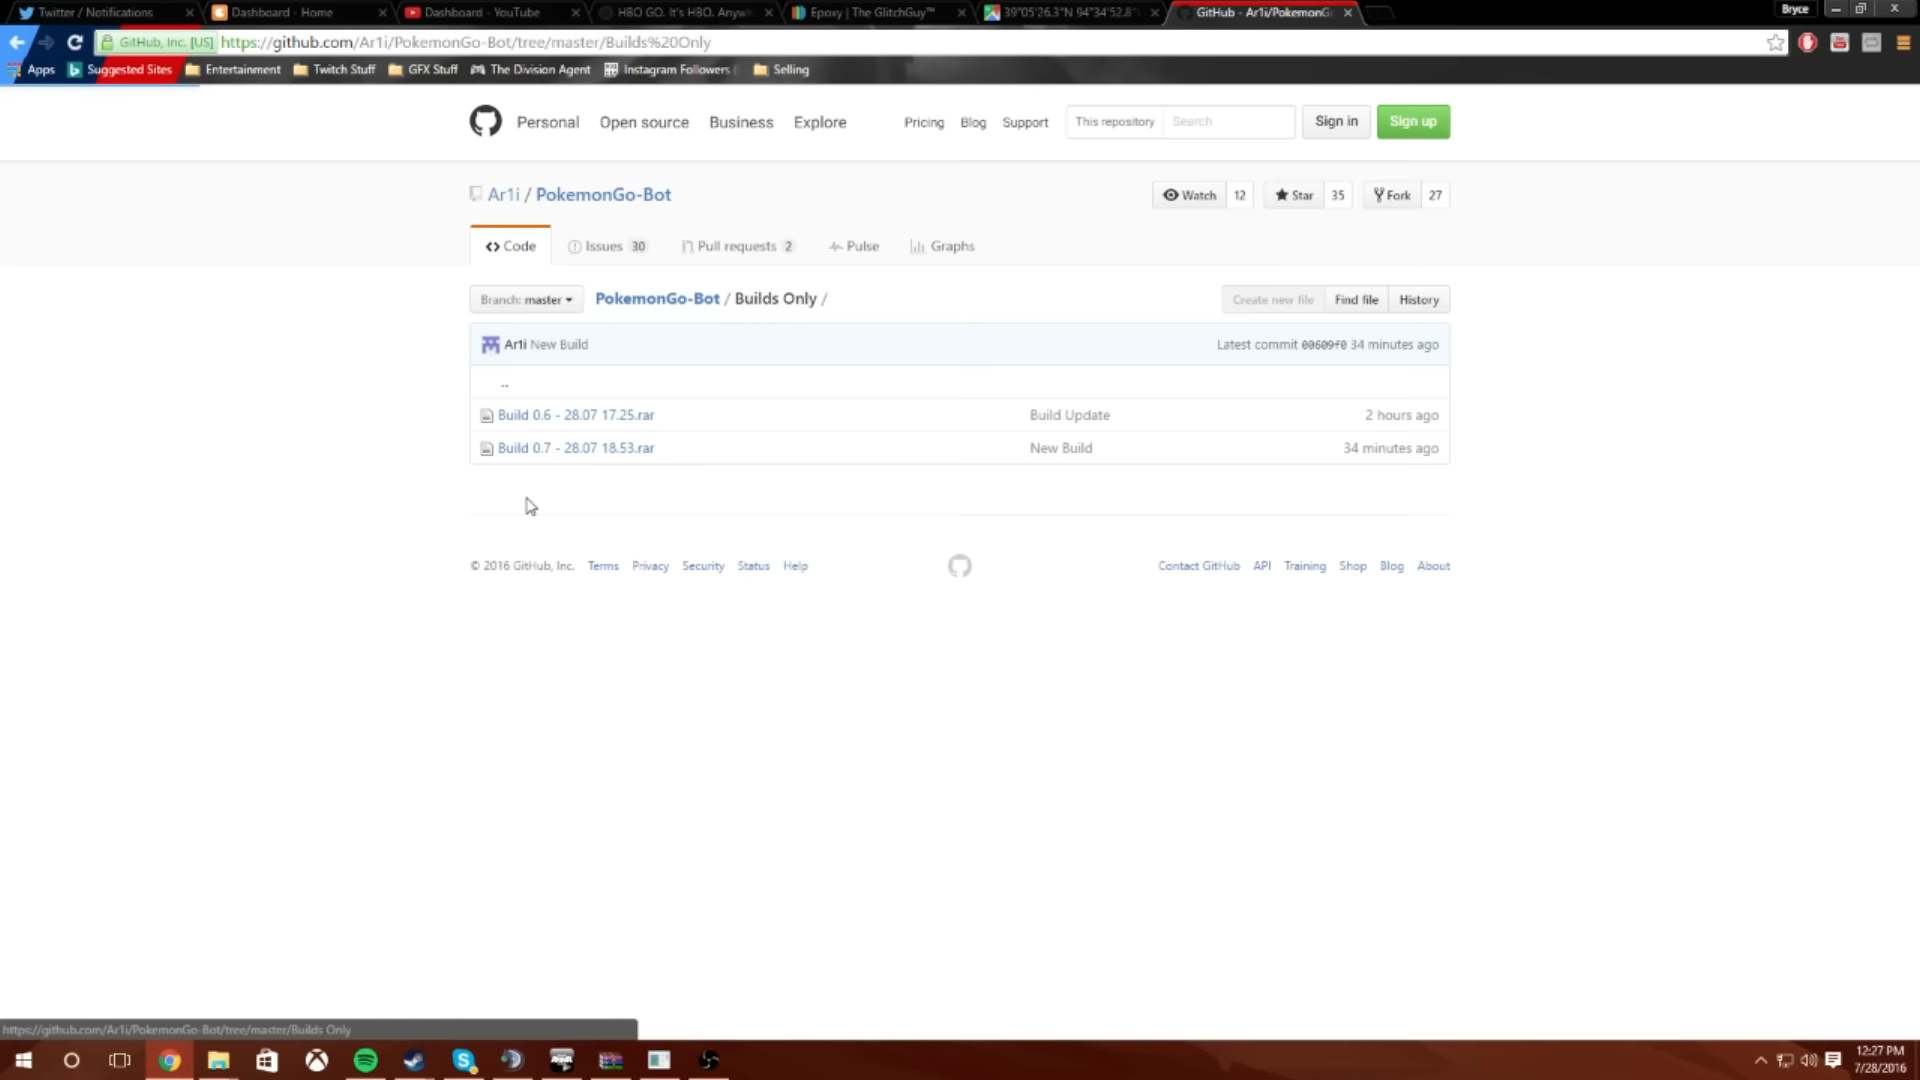 Twitter / Notifications
Dashboard - Home
Dashboard - YouTube
HBO GO. It's HBO. Anyw
Epoxy | The GlitchGuy™
39°05'26.3"N 94°34'52.8"
GitHub - Ar1i/PokemonG
Bryce
GitHub, Inc. [US] https://github.com/Ar1i/PokemonGo-Bot/tree/master/Builds%20Only
Apps Suggested Sites Entertainment Twitch Stuff GFX Stuff The Division Agent Instagram Followers Selling
Personal Open source Business Explore Pricing Blog Support This repository Search Sign in Sign up
Ar1i / PokemonGo-Bot Watch 12 Star 35 Fork 27
Code Issues 30 Pull requests 2 Pulse Graphs
Branch: master PokemonGo-Bot / Builds Only / Create new file Find file History
Ar1i New Build Latest commit 00609f0 34 minutes ago
..
Build 0.6 - 28.07 17.25.rar Build Update 2 hours ago
Build 0.7 - 28.07 18.53.rar New Build 34 minutes ago
© 2016 GitHub, Inc. Terms Privacy Security Status Help Contact GitHub API Training Shop Blog About
https://github.com/Ar1i/PokemonGo-Bot/tree/master/Builds Only
12:27 PM
7/28/2016